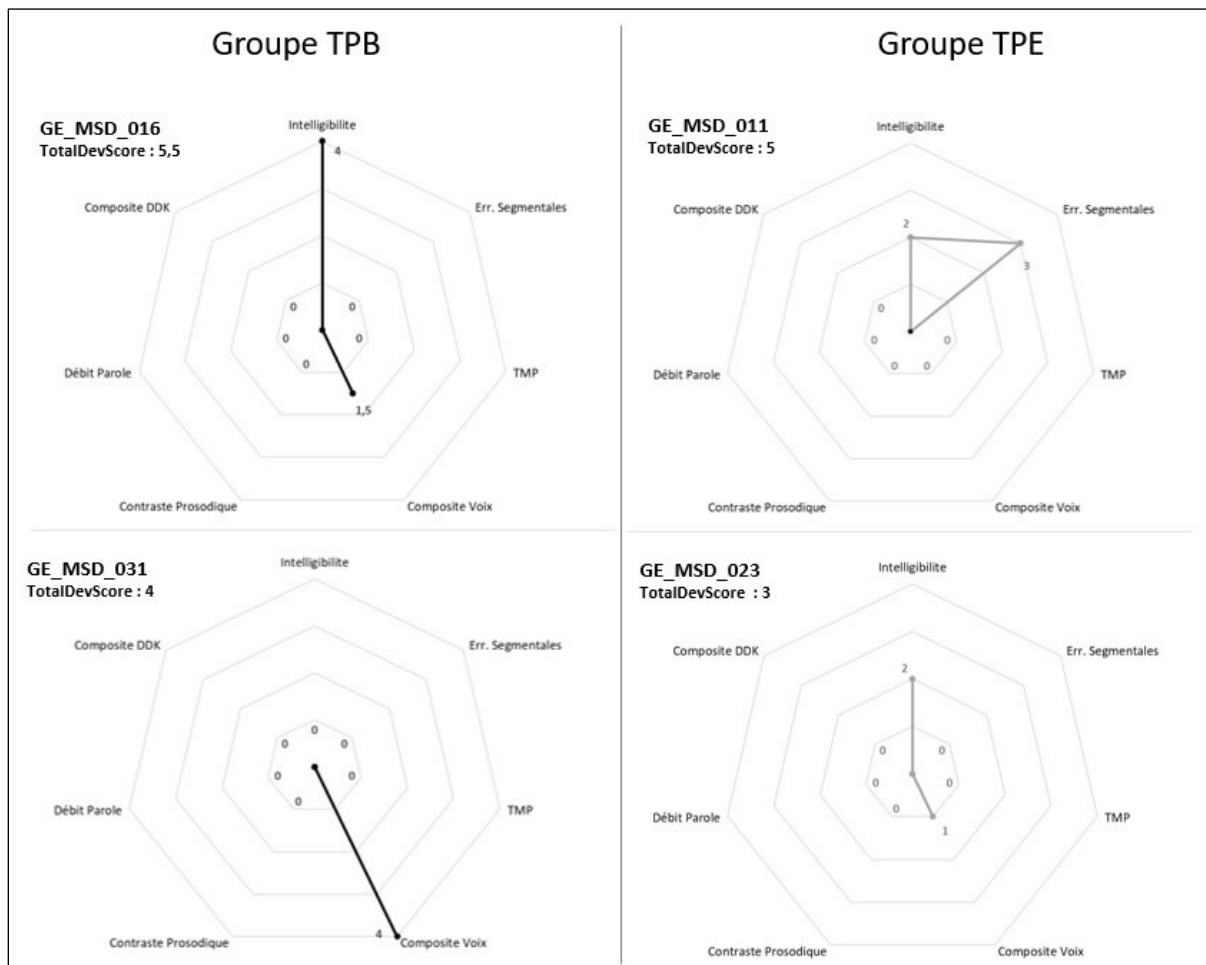 Groupe TPB
Groupe TPE
GE_MSD_016
TotalDevScore : 5,5
Intelligibilite
4
Composite DDK
Err. Segmentales
0
0
0
0
Débit Parole
0
TMP
1,5
Contraste Prosodique
Composite Voix
GE_MSD_011
TotalDevScore : 5
Intelligibilite
Composite DDK
Err. Segmentales
2
3
0
0
0
Débit Parole
0
0
TMP
Contraste Prosodique
Composite Voix
GE_MSD_031
TotalDevScore : 4
Intelligibilite
Composite DDK
Err. Segmentales
0
0
0
0
0
Débit Parole
0
TMP
Contraste Prosodique
4
Composite Voix
GE_MSD_023
TotalDevScore : 3
Intelligibilite
Composite DDK
Err. Segmentales
2
0
0
0
0
Débit Parole
0
1
TMP
Contraste Prosodique
Composite Voix